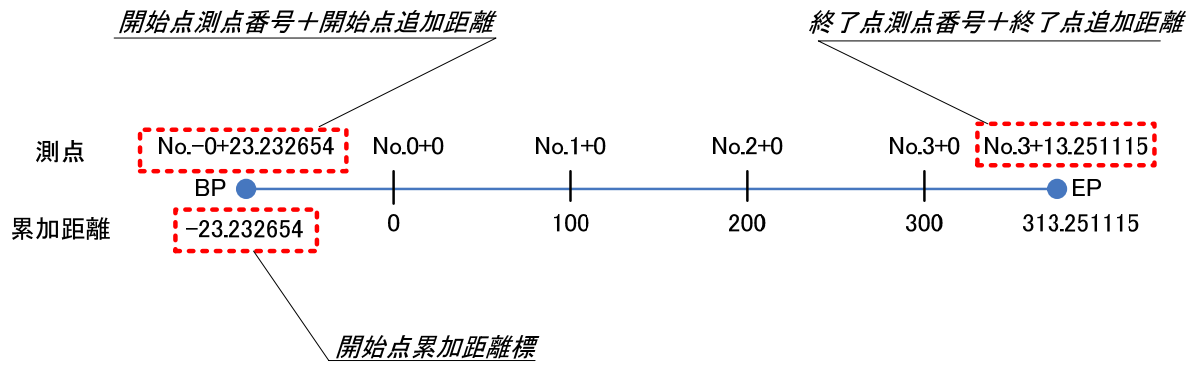 開始点測点番号＋開始点追加距離
終了点測点番号＋終了点追加距離
測点 No.−0+23.232654 No.0+0 No.1+0 No.2+0 No.3+0 No.3+13.251115
BP EP
累加距離 −23.232654 0 100 200 300 313.251115
開始点累加距離標